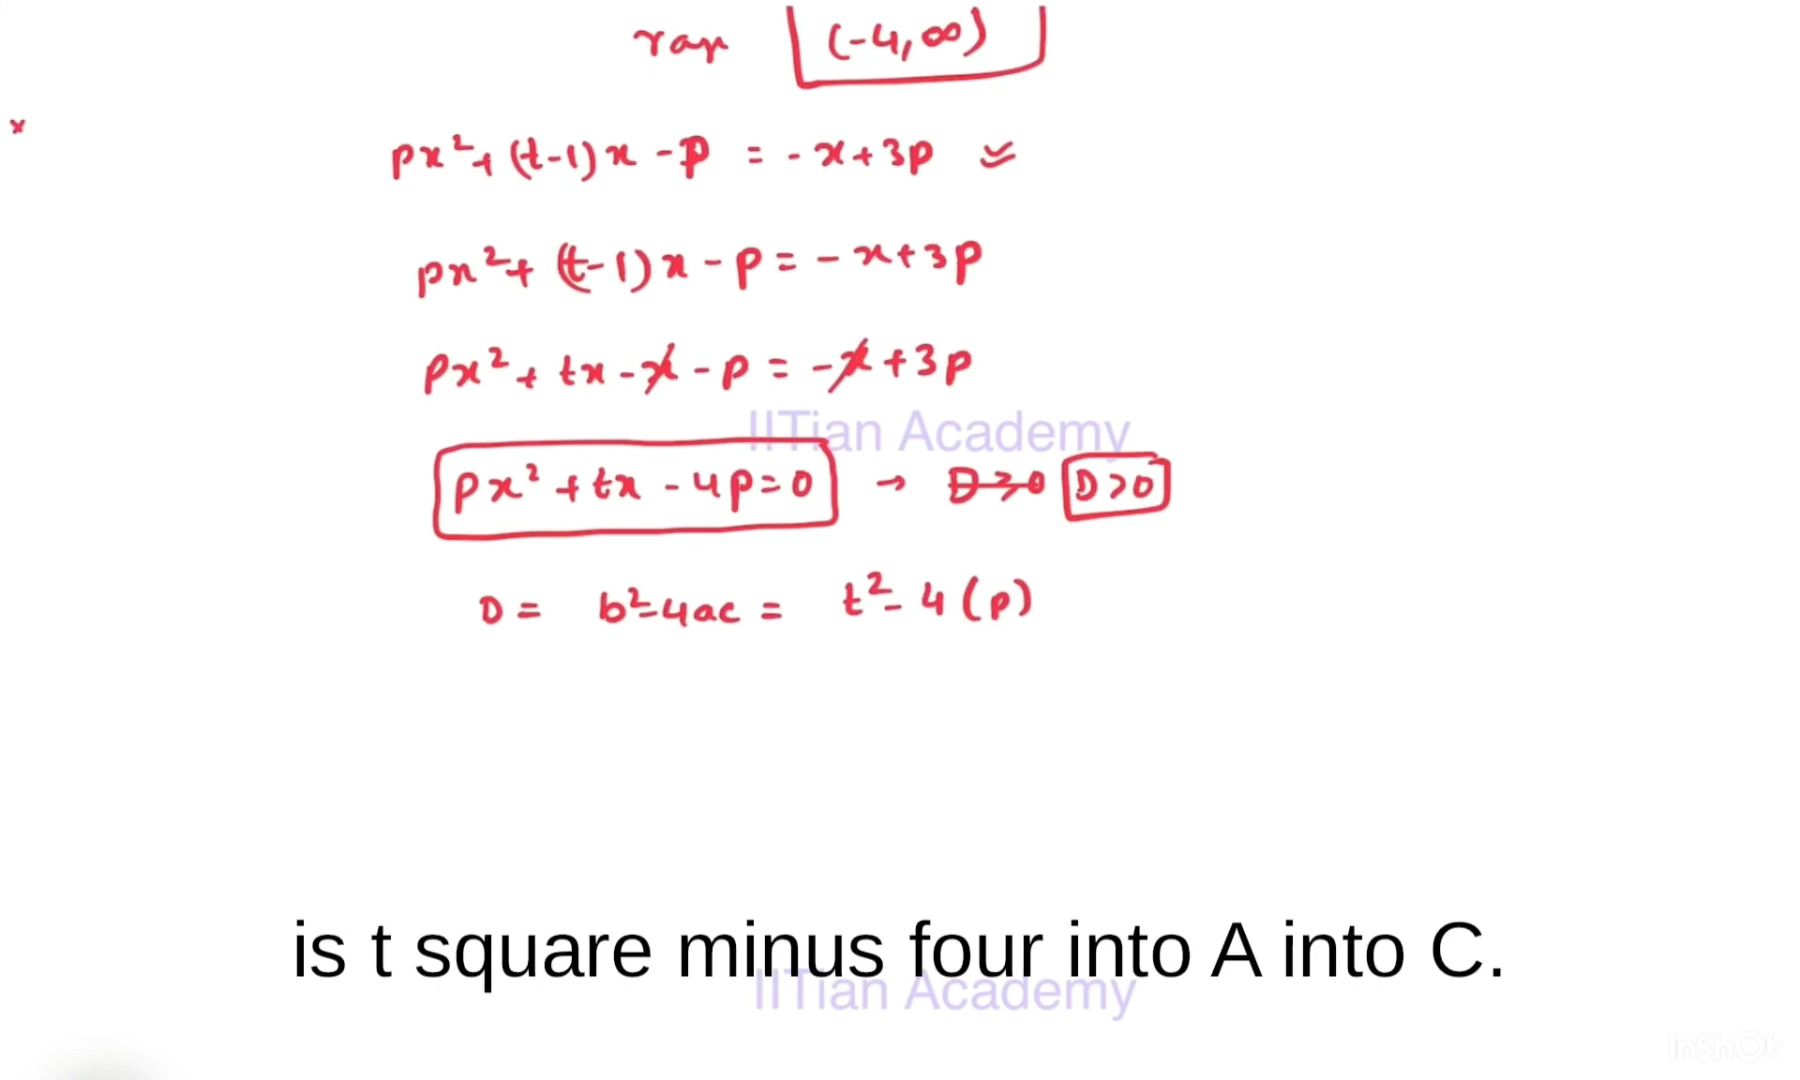 ran (-4, ∞)
x
px² + (t-1)x - p = -x + 3p
px² + (t-1)x - p = -x + 3p
px² + tx - x - p = -x + 3p
IITian Academy
px² + tx - 4p = 0 → D ≥ 0 D > 0
D = b² - 4ac = t² - 4(p)
is t square minus four into A into C.
IITian Academy
InShOt